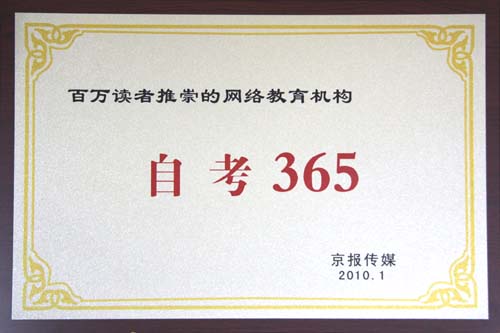 百万读者推崇的网络教育机构
自考365
京报传媒
2010.1